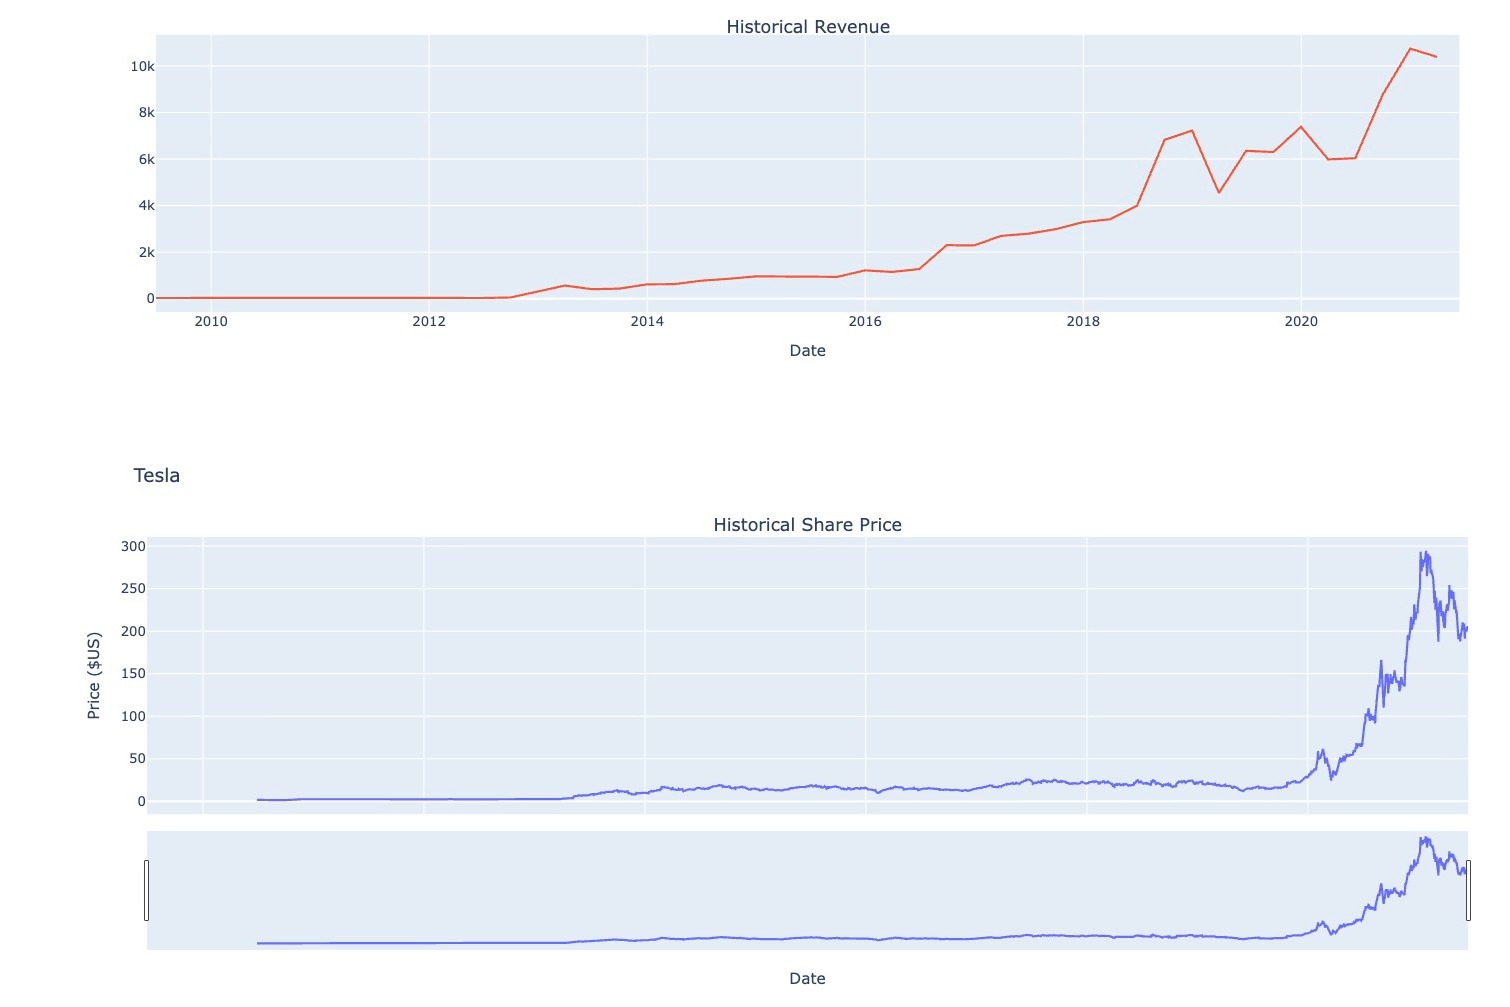 Historical Revenue
10k
8k
6k
4k
2k
0
2010 2012 2014 2016 2018 2020
Date
Tesla
Historical Share Price
300
250
200
150
100
50
0
Price ($US)
Date